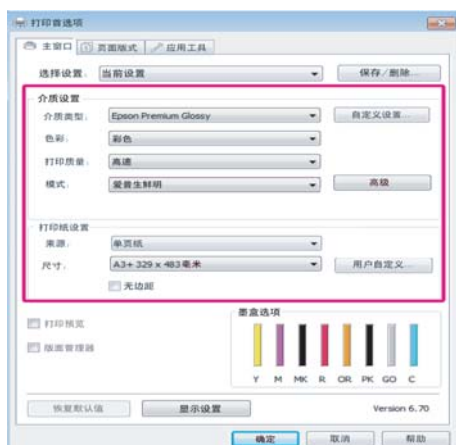 打印首选项
主窗口 页面版式 应用工具
选择设置: 当前设置 保存/删除...
介质设置
介质类型: Epson Premium Glossy 自定义设置...
色彩: 彩色
打印质量: 高速
模式: 爱普生鲜明 高级
打印纸设置
来源: 单页纸
尺寸: A3+ 329 x 483 毫米 用户自定义...
无边距
打印预览
版面管理器
墨盒选项
Y M MK R OR PK GO C
恢复默认值 显示设置 Version 6.70
确定 取消 帮助